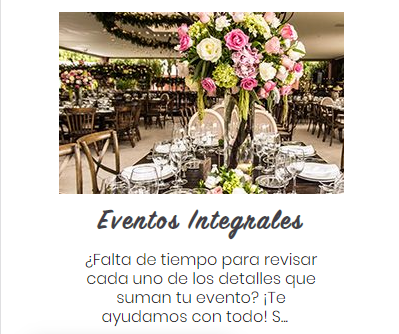 Eventos Integrales
¿Falta de tiempo para revisar
cada uno de los detalles que
suman tu evento? ¡Te
ayudamos con todo! S...